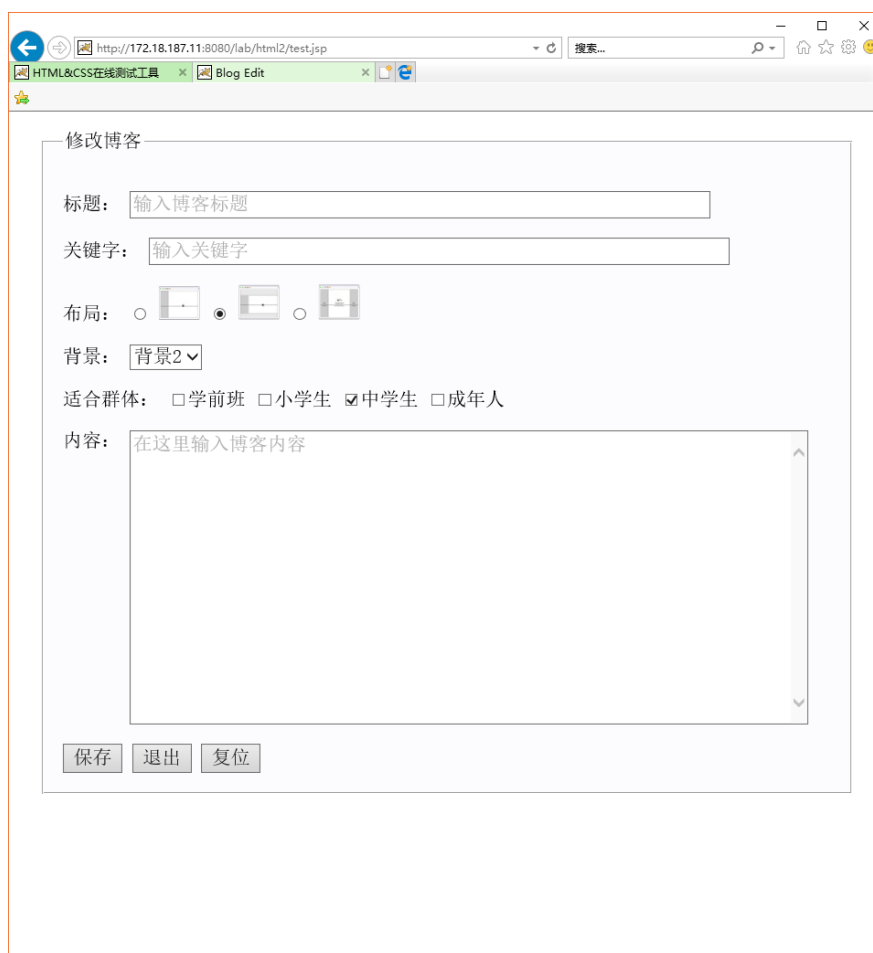 http://172.18.187.11:8080/lab/html2/test.jsp
搜索...
HTML&CSS在线测试工具
Blog Edit
修改博客
标题： 输入博客标题
关键字： 输入关键字
布局：
背景： 背景2
适合群体： 学前班 小学生 中学生 成年人
内容： 在这里输入博客内容
保存 退出 复位